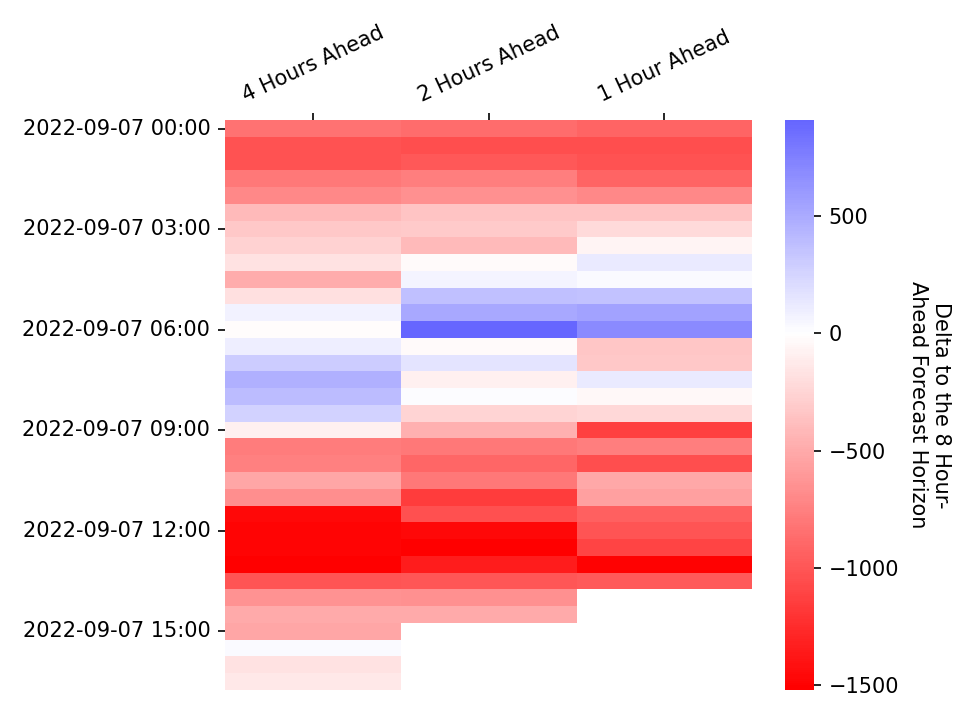 4 Hours Ahead
2 Hours Ahead
1 Hour Ahead
2022-09-07 00:00
2022-09-07 03:00
2022-09-07 06:00
2022-09-07 09:00
2022-09-07 12:00
2022-09-07 15:00
500
0
−500
−1000
−1500
Delta to the 8 Hour-
Ahead Forecast Horizon